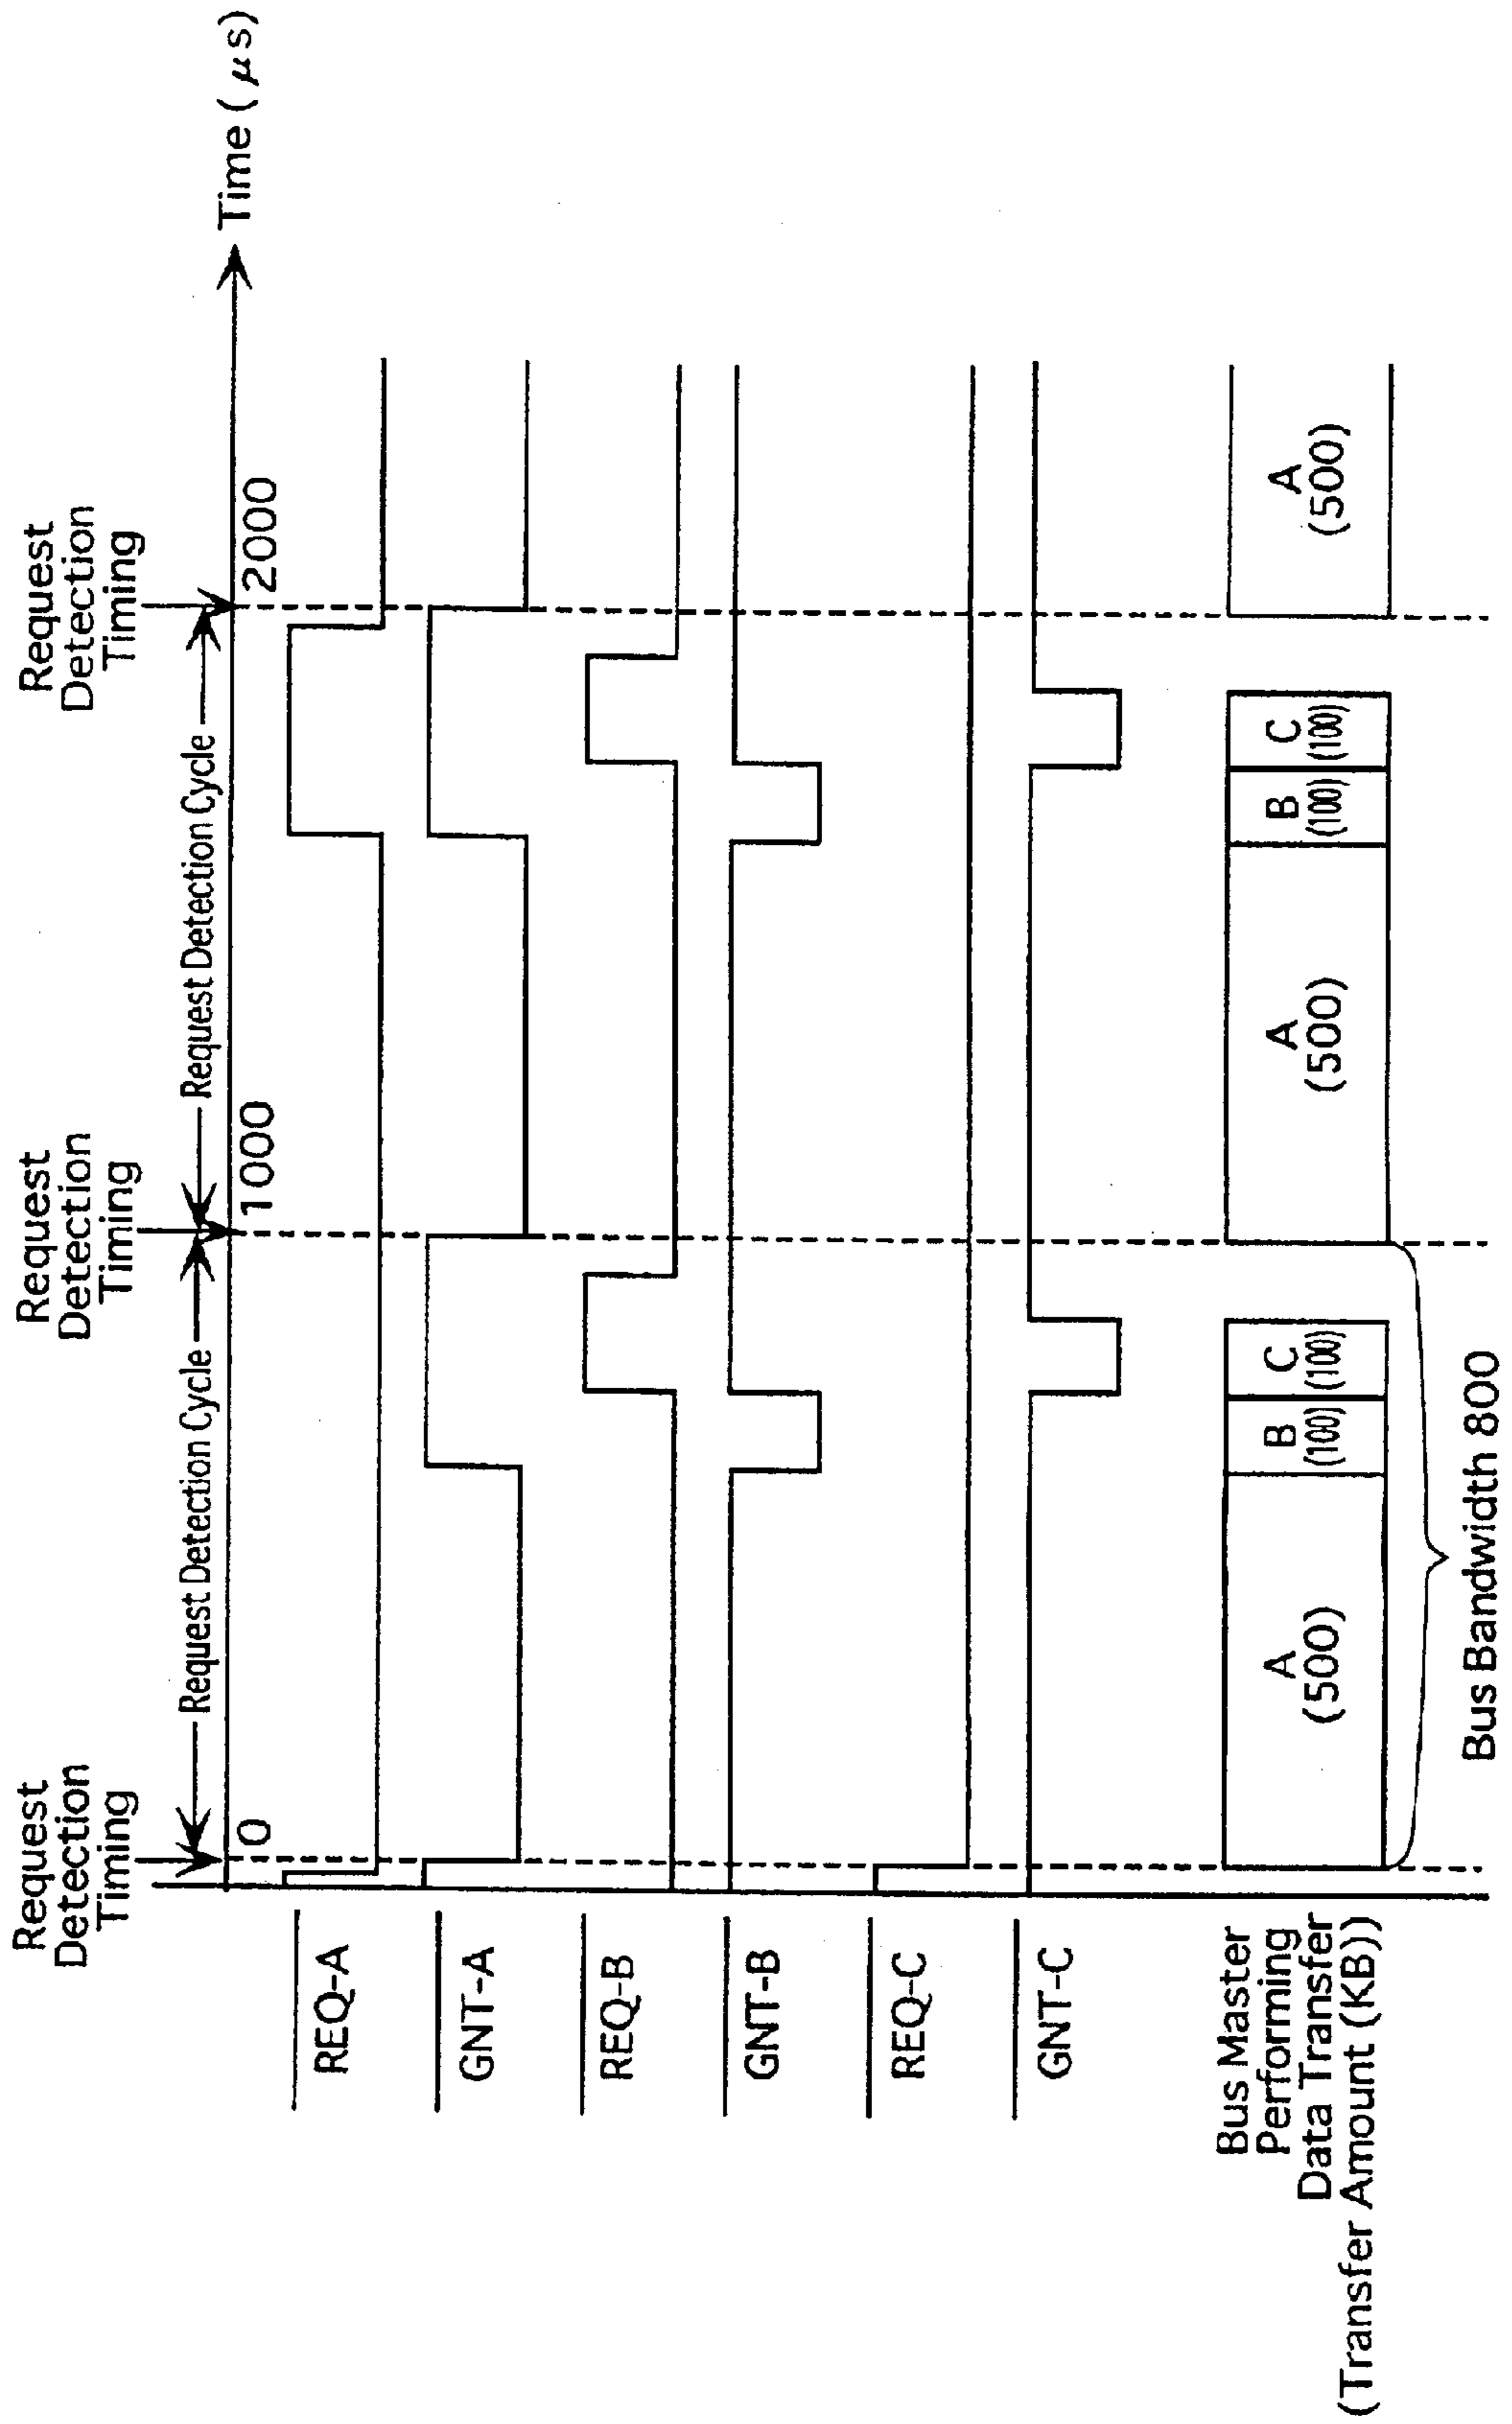 Request
Detection
Timing
Request
Detection
Timing
Request
Detection
Timing
Request Detection Cycle
Request Detection Cycle
Time (μs)
0
1000
2000
REQ-A
GNT-A
REQ-B
GNT-B
REQ-C
GNT-C
Bus Master
Performing
Data Transfer
(Transfer Amount (KB))
A
(500)
B
(100)
C
(100)
A
(500)
B
(100)
C
(100)
A
(500)
Bus Bandwidth 800